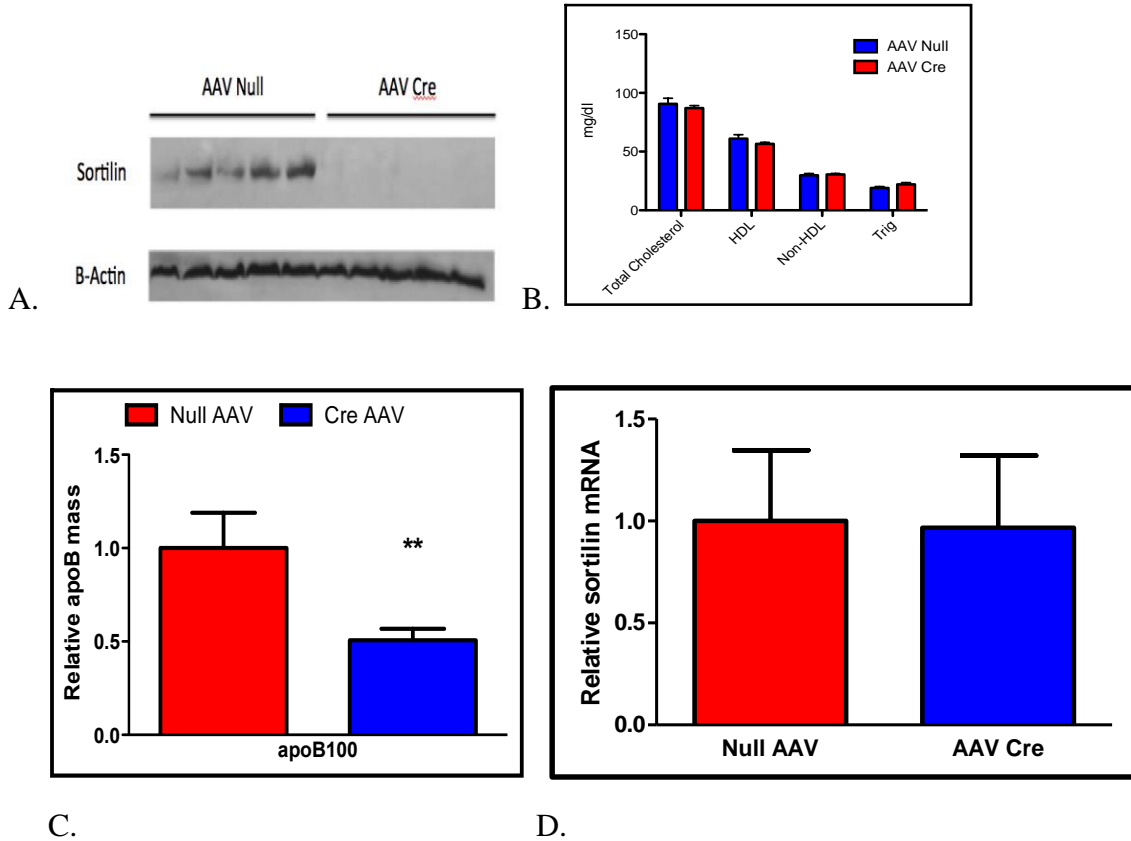 AAV Null AAV Cre
Sortilin
B-Actin
A.
150
100
50
0
mg/dl
AAV Null
AAV Cre
Total Cholesterol
HDL
Non-HDL
Trig
B.
Null AAV Cre AAV
1.5
1.0
0.5
0.0
Relative apoB mass
**
apoB100
C.
1.5
1.0
0.5
0.0
Relative sortilin mRNA
Null AAV AAV Cre
D.